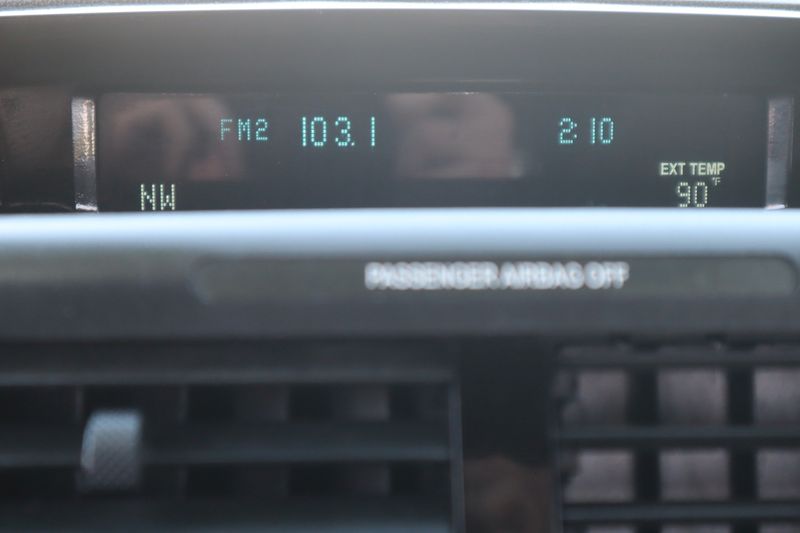 FM2 103.1 2:10
EXT TEMP
NW 90°F
PASSENGER AIRBAG OFF